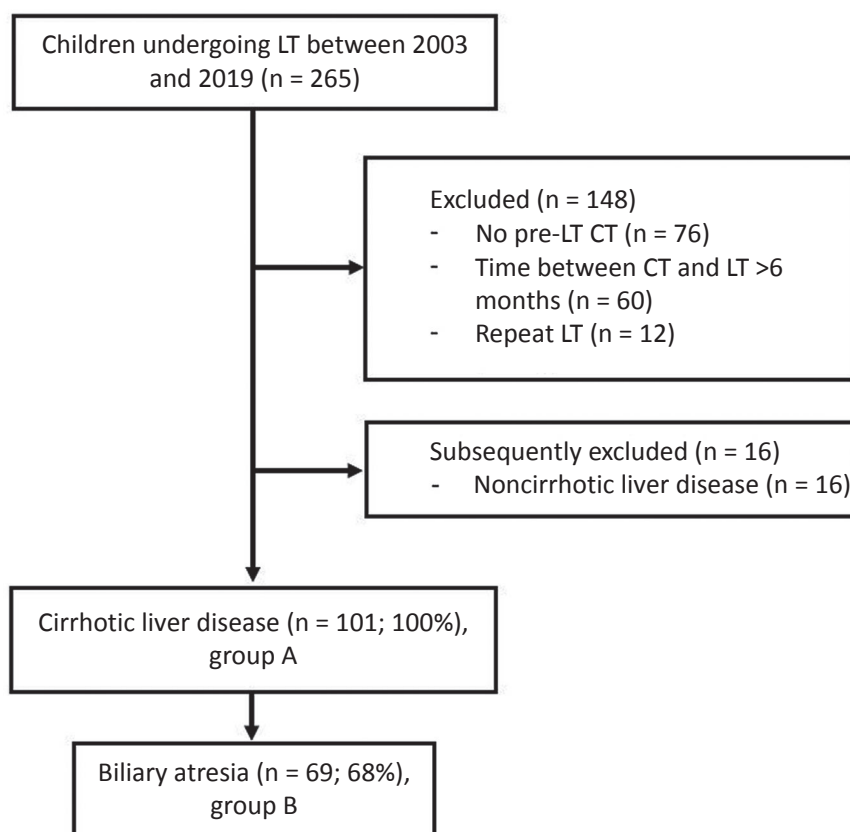 Children undergoing LT between 2003
and 2019 (n = 265)
Excluded (n = 148)
- No pre-LT CT (n = 76)
- Time between CT and LT >6
months (n = 60)
- Repeat LT (n = 12)
Subsequently excluded (n = 16)
- Noncirrhotic liver disease (n = 16)
Cirrhotic liver disease (n = 101; 100%),
group A
Biliary atresia (n = 69; 68%),
group B